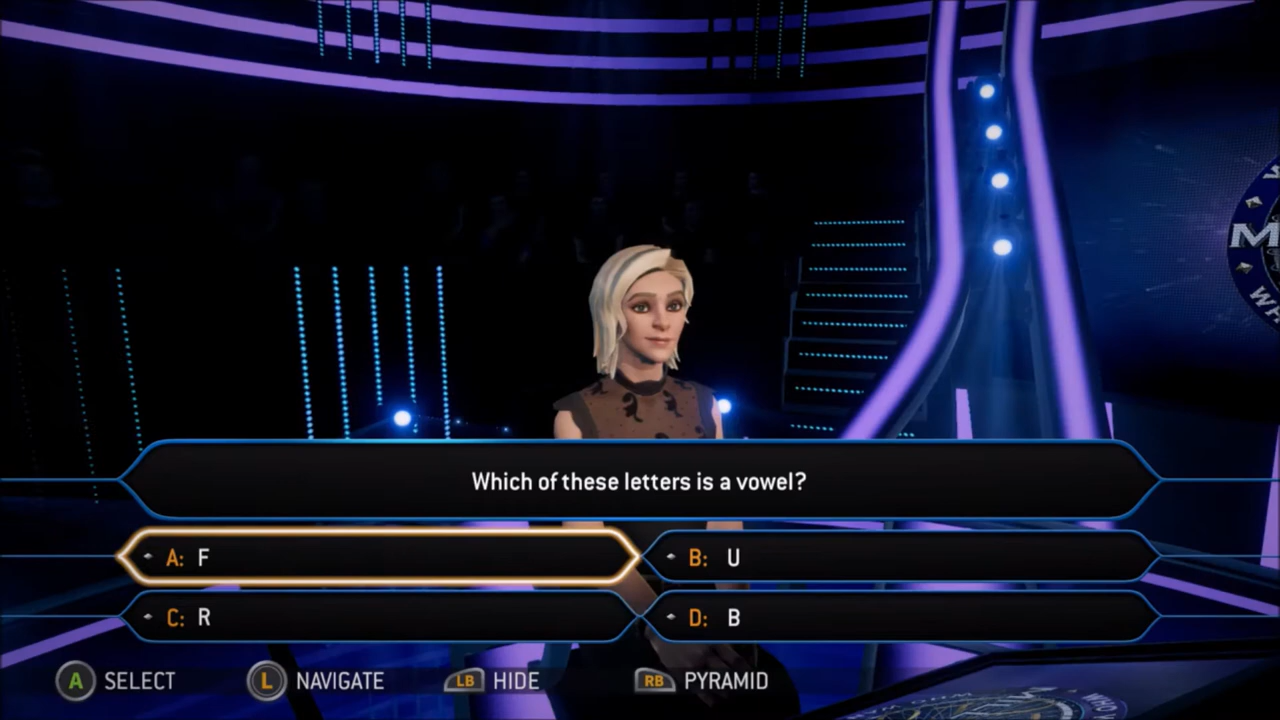 Which of these letters is a vowel?
A: F
B: U
C: R
D: B
A SELECT
L NAVIGATE
LB HIDE
RB PYRAMID